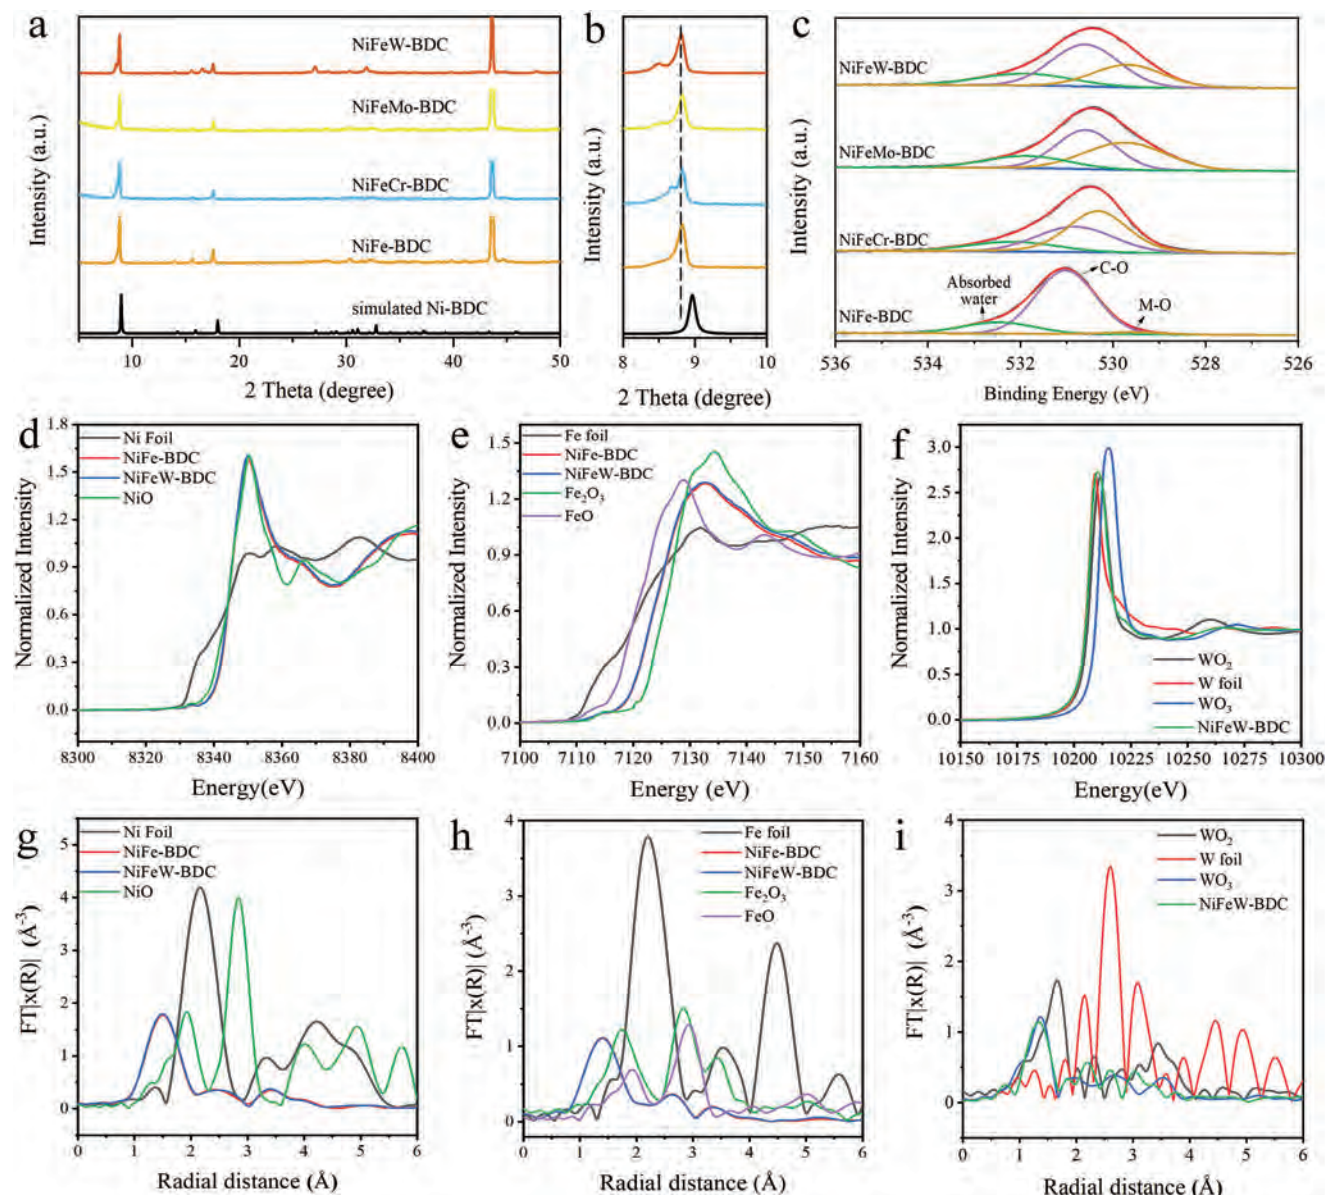 a
NiFeW-BDC
NiFeMo-BDC
NiFeCr-BDC
NiFe-BDC
simulated Ni-BDC
Intensity (a.u.)
10 20 30 40 50
2 Theta (degree)
b
Intensity (a.u.)
8 9 10
2 Theta (degree)
c
NiFeW-BDC
NiFeMo-BDC
NiFeCr-BDC
Absorbed
water
C-O
M-O
NiFe-BDC
Intensity (a.u.)
536 534 532 530 528 526
Binding Energy (eV)
d
Ni Foil
NiFe-BDC
NiFeW-BDC
NiO
Normalized Intensity
1.8
1.5
1.2
0.9
0.6
0.3
0.0
8300 8320 8340 8360 8380 8400
Energy(eV)
e
Fe foil
NiFe-BDC
NiFeW-BDC
Fe₂O₃
FeO
Normalized Intensity
1.5
1.2
0.9
0.6
0.3
0.0
7100 7110 7120 7130 7140 7150 7160
Energy (eV)
f
WO₂
W foil
WO₃
NiFeW-BDC
Normalized Intensity
3.0
2.5
2.0
1.5
1.0
0.5
0.0
10150 10175 10200 10225 10250 10275 10300
Energy (eV)
g
Ni Foil
NiFe-BDC
NiFeW-BDC
NiO
FT|x(R)| (Å⁻³)
5
4
3
2
1
0
0 1 2 3 4 5 6
Radial distance (Å)
h
Fe foil
NiFe-BDC
NiFeW-BDC
Fe₂O₃
FeO
FT|x(R)| (Å⁻³)
4
3
2
1
0
0 1 2 3 4 5 6
Radial distance (Å)
i
WO₂
W foil
WO₃
NiFeW-BDC
FT|x(R)| (Å⁻³)
4
3
2
1
0
0 1 2 3 4 5 6
Radial distance (Å)